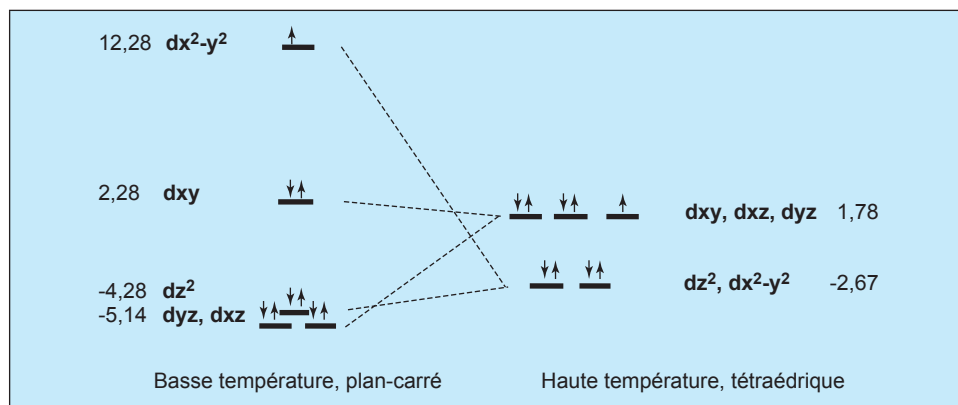 12,28 dx²-y²
2,28 dxy
dxy, dxz, dyz 1,78
-4,28 dz²
dz², dx²-y² -2,67
-5,14 dyz, dxz
Basse température, plan-carré Haute température, tétraédrique